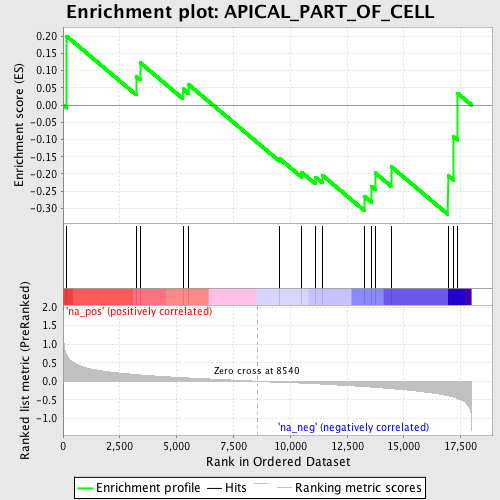 Enrichment plot: APICAL_PART_OF_CELL
Enrichment score (ES)
0.20
0.15
0.10
0.05
0.00
-0.05
-0.10
-0.15
-0.20
-0.25
-0.30
'na_pos' (positively correlated)
Ranked list metric (PreRanked)
2.0
1.5
1.0
0.5
0.0
-0.5
-1.0
Zero cross at 8540
'na_neg' (negatively correlated)
0 2,500 5,000 7,500 10,000 12,500 15,000 17,500
Rank in Ordered Dataset
Enrichment profile Hits Ranking metric scores